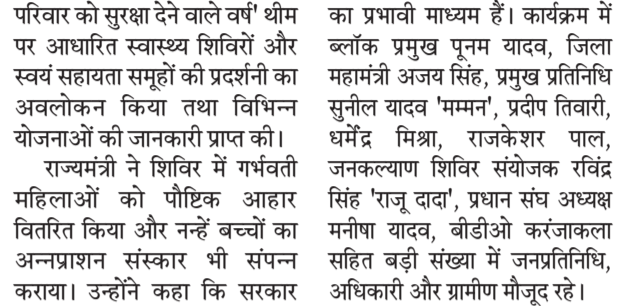 परिवार को सुरक्षा देने वाले वर्ष' थीम
पर आधारित स्वास्थ्य शिविरों और
स्वयं सहायता समूहों की प्रदर्शनी का
अवलोकन किया तथा विभिन्न
योजनाओं की जानकारी प्राप्त की।
राज्यमंत्री ने शिविर में गर्भवती
महिलाओं को पौष्टिक आहार
वितरित किया और नन्हें बच्चों का
अन्नप्राशन संस्कार भी संपन्न
कराया। उन्होंने कहा कि सरकार
का प्रभावी माध्यम हैं। कार्यक्रम में
ब्लॉक प्रमुख पूनम यादव, जिला
महामंत्री अजय सिंह, प्रमुख प्रतिनिधि
सुनील यादव 'मम्मन', प्रदीप तिवारी,
धर्मेंद्र मिश्रा, राजकेशर पाल,
जनकल्याण शिविर संयोजक रविंद्र
सिंह 'राजू दादा', प्रधान संघ अध्यक्ष
मनीषा यादव, बीडीओ करंजाकला
सहित बड़ी संख्या में जनप्रतिनिधि,
अधिकारी और ग्रामीण मौजूद रहे।